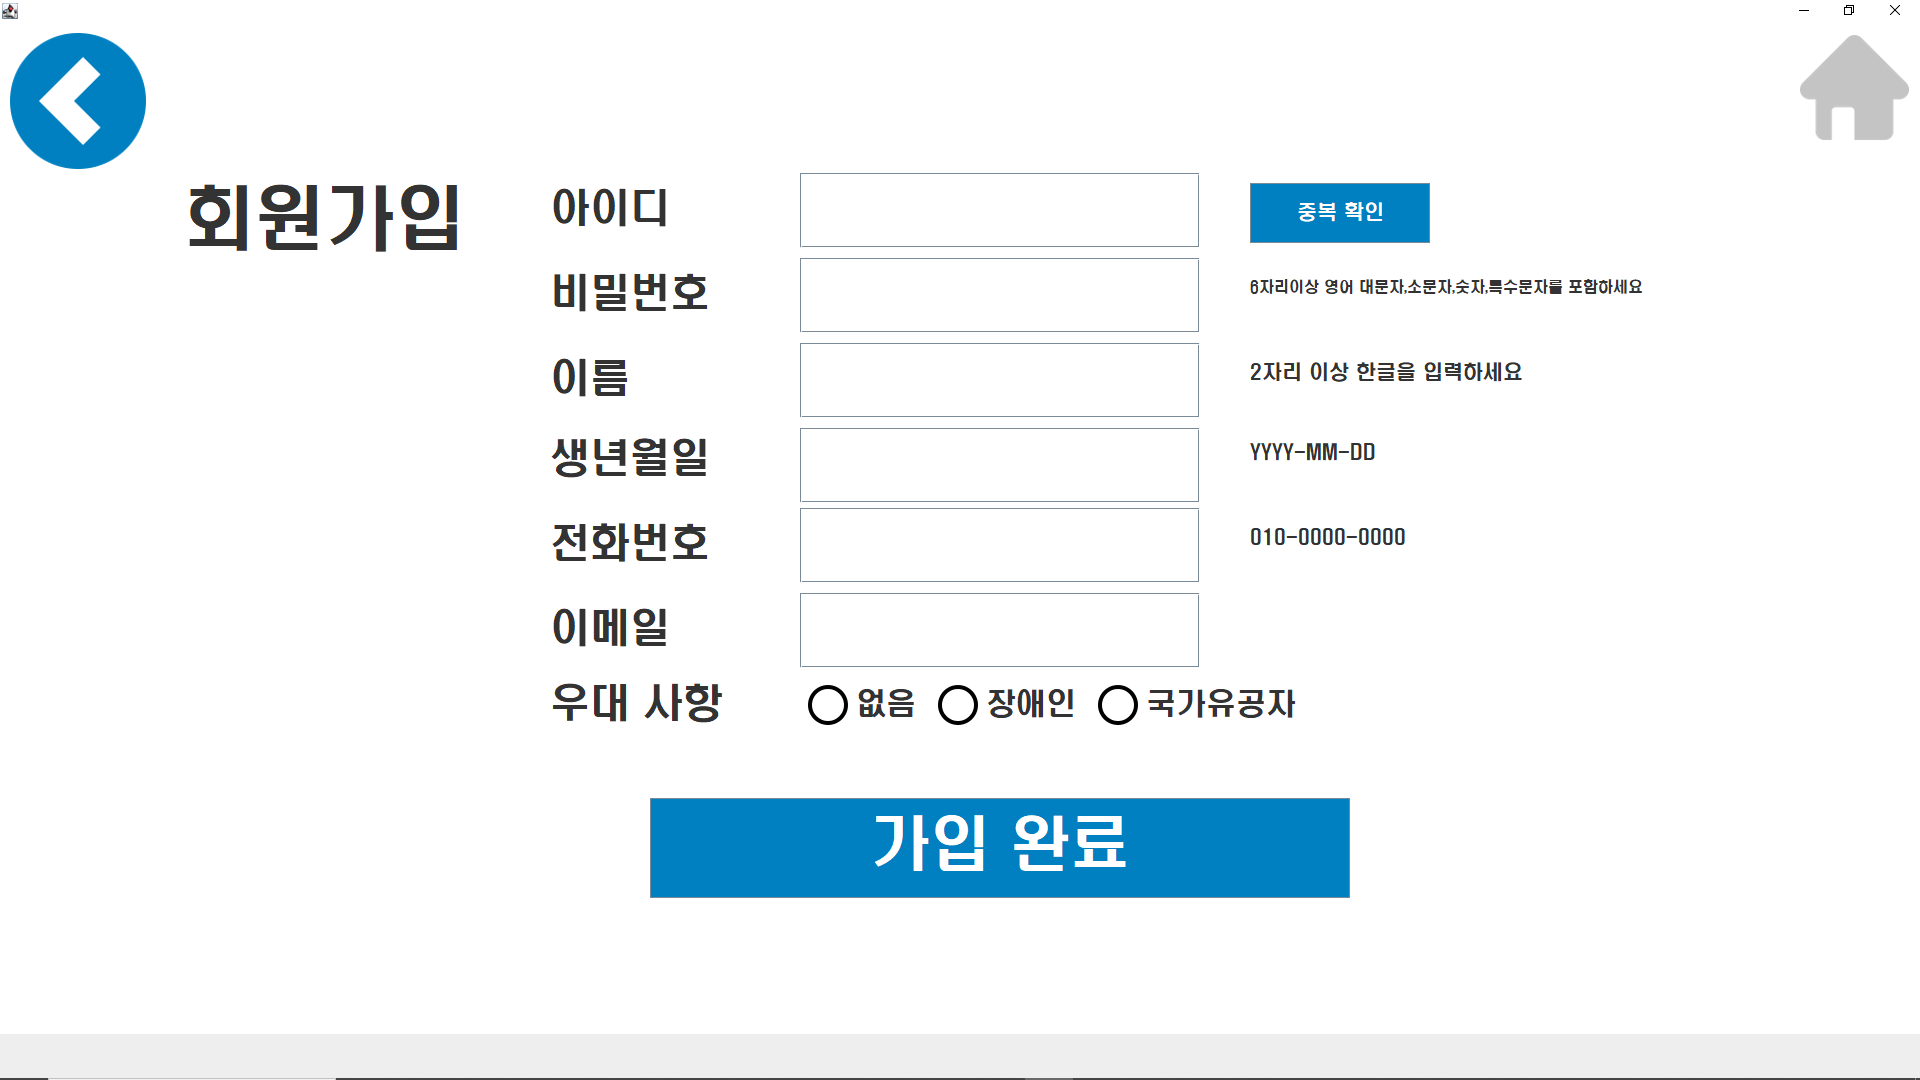 회원가입
아이디
중복 확인
비밀번호
6자리이상 영어 대문자,소문자,숫자,특수문자를 포함하세요
이름
2자리 이상 한글을 입력하세요
생년월일
YYYY-MM-DD
전화번호
010-0000-0000
이메일
우대 사항
없음 장애인 국가유공자
가입 완료